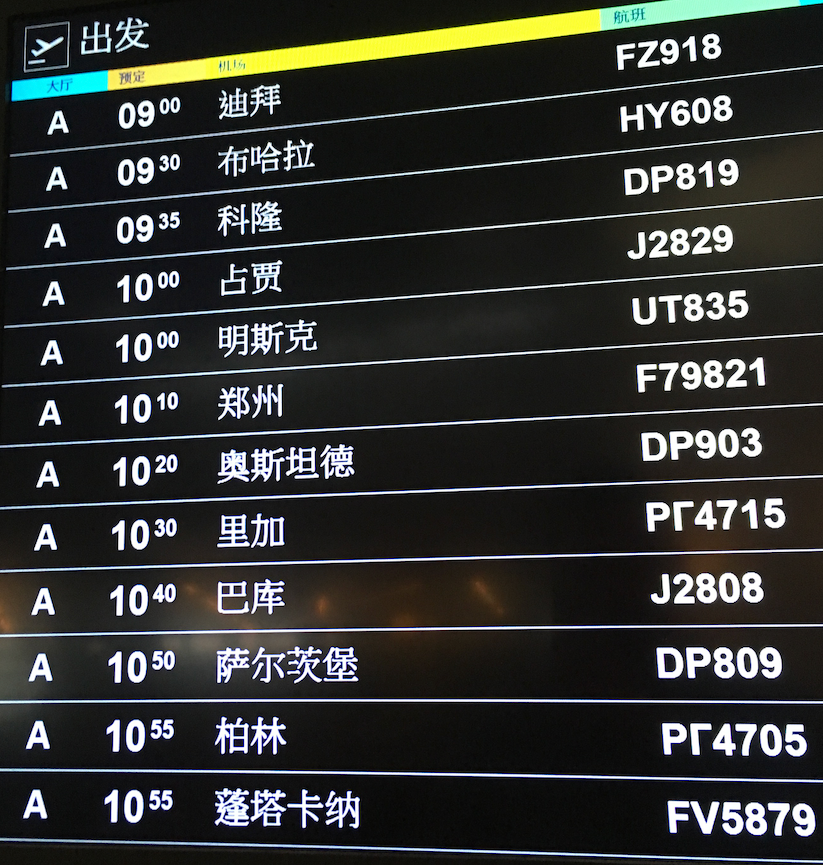 出发
大厅 预定 机场 航班
A 09 00 迪拜 FZ918
A 09 30 布哈拉 HY608
A 09 35 科隆 DP819
A 10 00 占贾 J2829
A 10 00 明斯克 UT835
A 10 10 郑州 F79821
A 10 20 奥斯坦德 DP903
A 10 30 里加 РГ4715
A 10 40 巴库 J2808
A 10 50 萨尔茨堡 DP809
A 10 55 柏林 РГ4705
A 10 55 蓬塔卡纳 FV5879